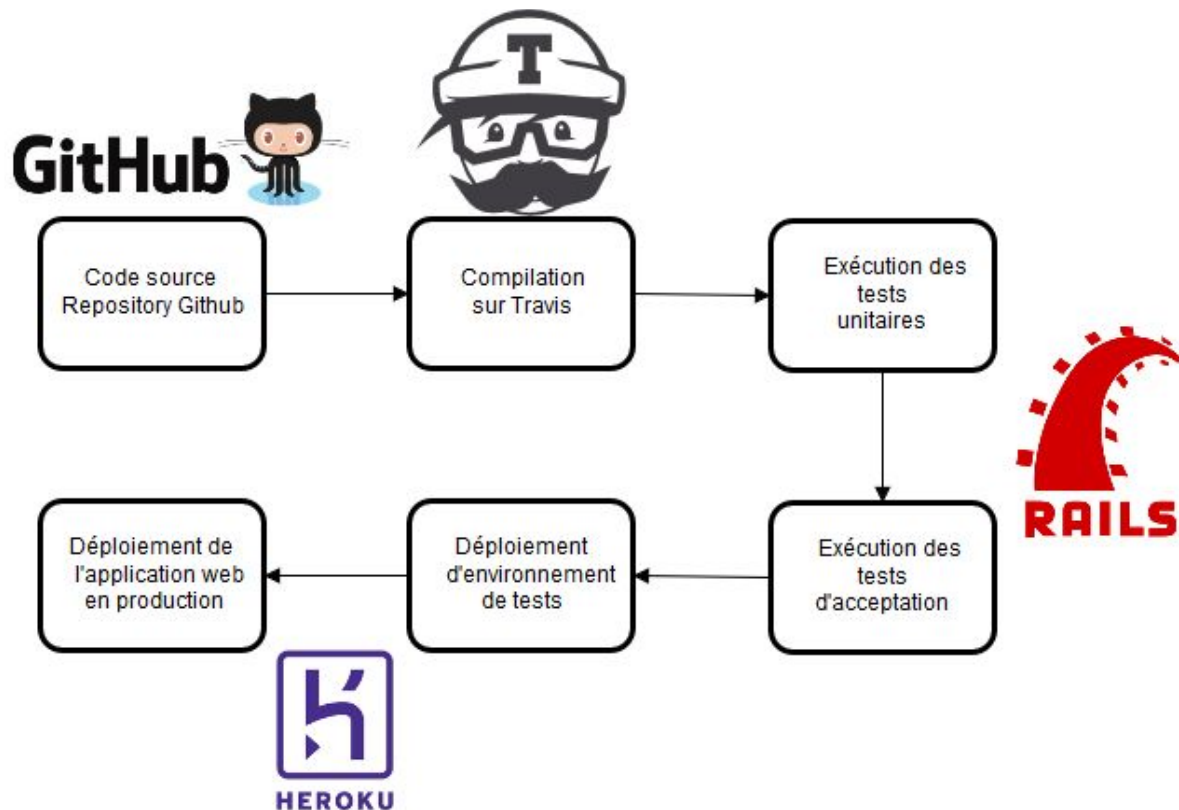 GitHub
T
Code source
Repository Github
Compilation
sur Travis
Exécution des
tests
unitaires
RAILS
Déploiement de
l'application web
en production
Déploiement
d'environnement
de tests
Exécution des
tests
d'acceptation
HEROKU